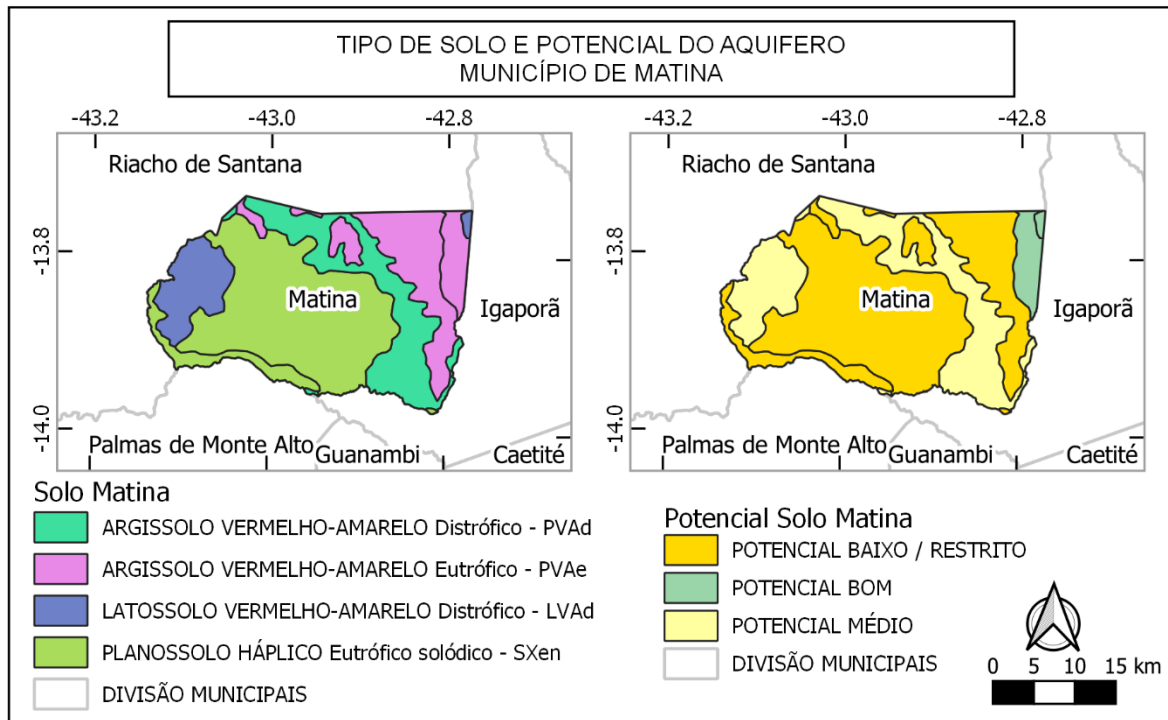 TIPO DE SOLO E POTENCIAL DO AQUIFERO
MUNICÍPIO DE MATINA
-43.2
-43.0
-42.8
-13.8
-14.0
Riacho de Santana
Matina
Igaporã
Palmas de Monte Alto
Guanambi
Caetité
-43.2
-43.0
-42.8
-13.8
-14.0
Riacho de Santana
Matina
Igaporã
Palmas de Monte Alto
Guanambi
Caetité
Solo Matina
ARGISSOLO VERMELHO-AMARELO Distrófico - PVAd
ARGISSOLO VERMELHO-AMARELO Eutrófico - PVAe
LATOSSOLO VERMELHO-AMARELO Distrófico - LVAd
PLANOSSOLO HÁPLICO Eutrófico solódico - SXen
DIVISÃO MUNICIPAIS
Potencial Solo Matina
POTENCIAL BAIXO / RESTRITO
POTENCIAL BOM
POTENCIAL MÉDIO
DIVISÃO MUNICIPAIS
0 5 10 15 km